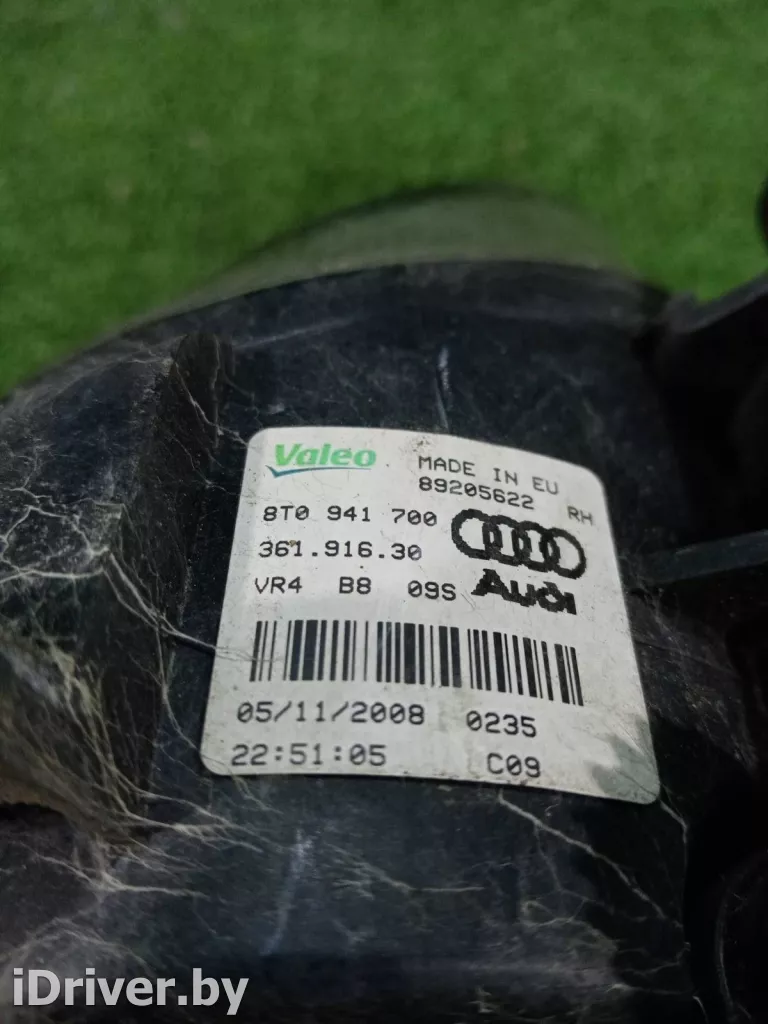 Valeo MADE IN EU
89205622 RH
8T0 941 700
361.916.30
VR4 B8 09S Audi
05/11/2008 0235
22:51:05 C09
iDriver.by